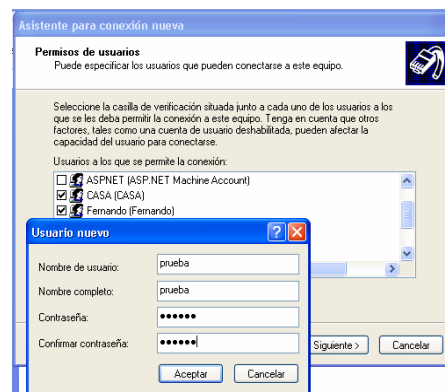 Asistente para conexión nueva
Permisos de usuarios
Puede especificar los usuarios que pueden conectarse a este equipo.
Seleccione la casilla de verificación situada junto a cada uno de los usuarios a los
que se les deba permitir la conexión a este equipo. Tenga en cuenta que otros
factores, tales como una cuenta de usuario deshabilitada, pueden afectar la
capacidad del usuario para conectarse.
Usuarios a los que se permite la conexión:
ASPNET (ASP.NET Machine Account)
CASA (CASA)
Fernando (Fernando)
Usuario nuevo
Nombre de usuario: prueba
Nombre completo: prueba
Contraseña: ••••••
Confirmar contraseña: ••••••
Siguiente > Cancelar
Aceptar Cancelar